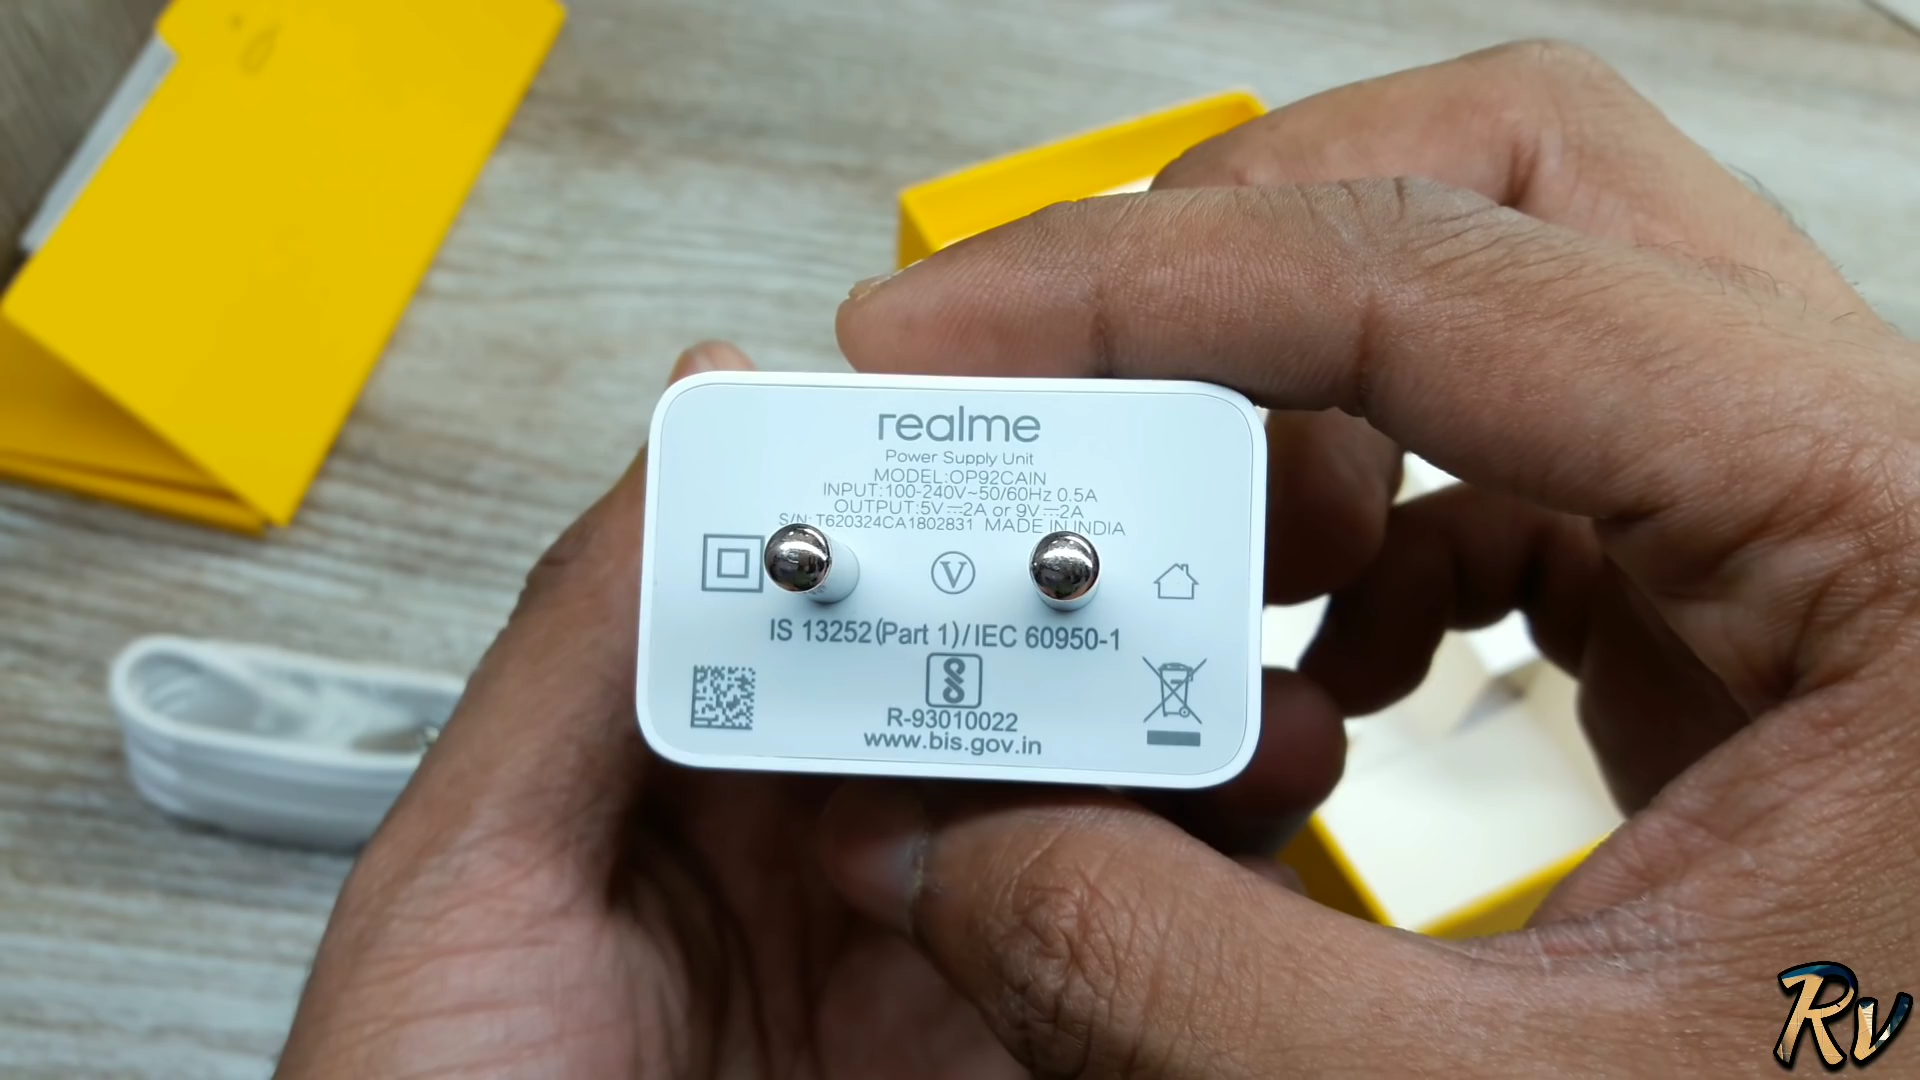 realme
Power Supply Unit
MODEL:OP92CAIN
INPUT:100-240V~50/60Hz 0.5A
OUTPUT:5V⎓2A or 9V⎓2A
S/N: T620324CA1802831 MADE IN INDIA
V
IS 13252(Part 1)/IEC 60950-1
R-93010022
www.bis.gov.in
Rv